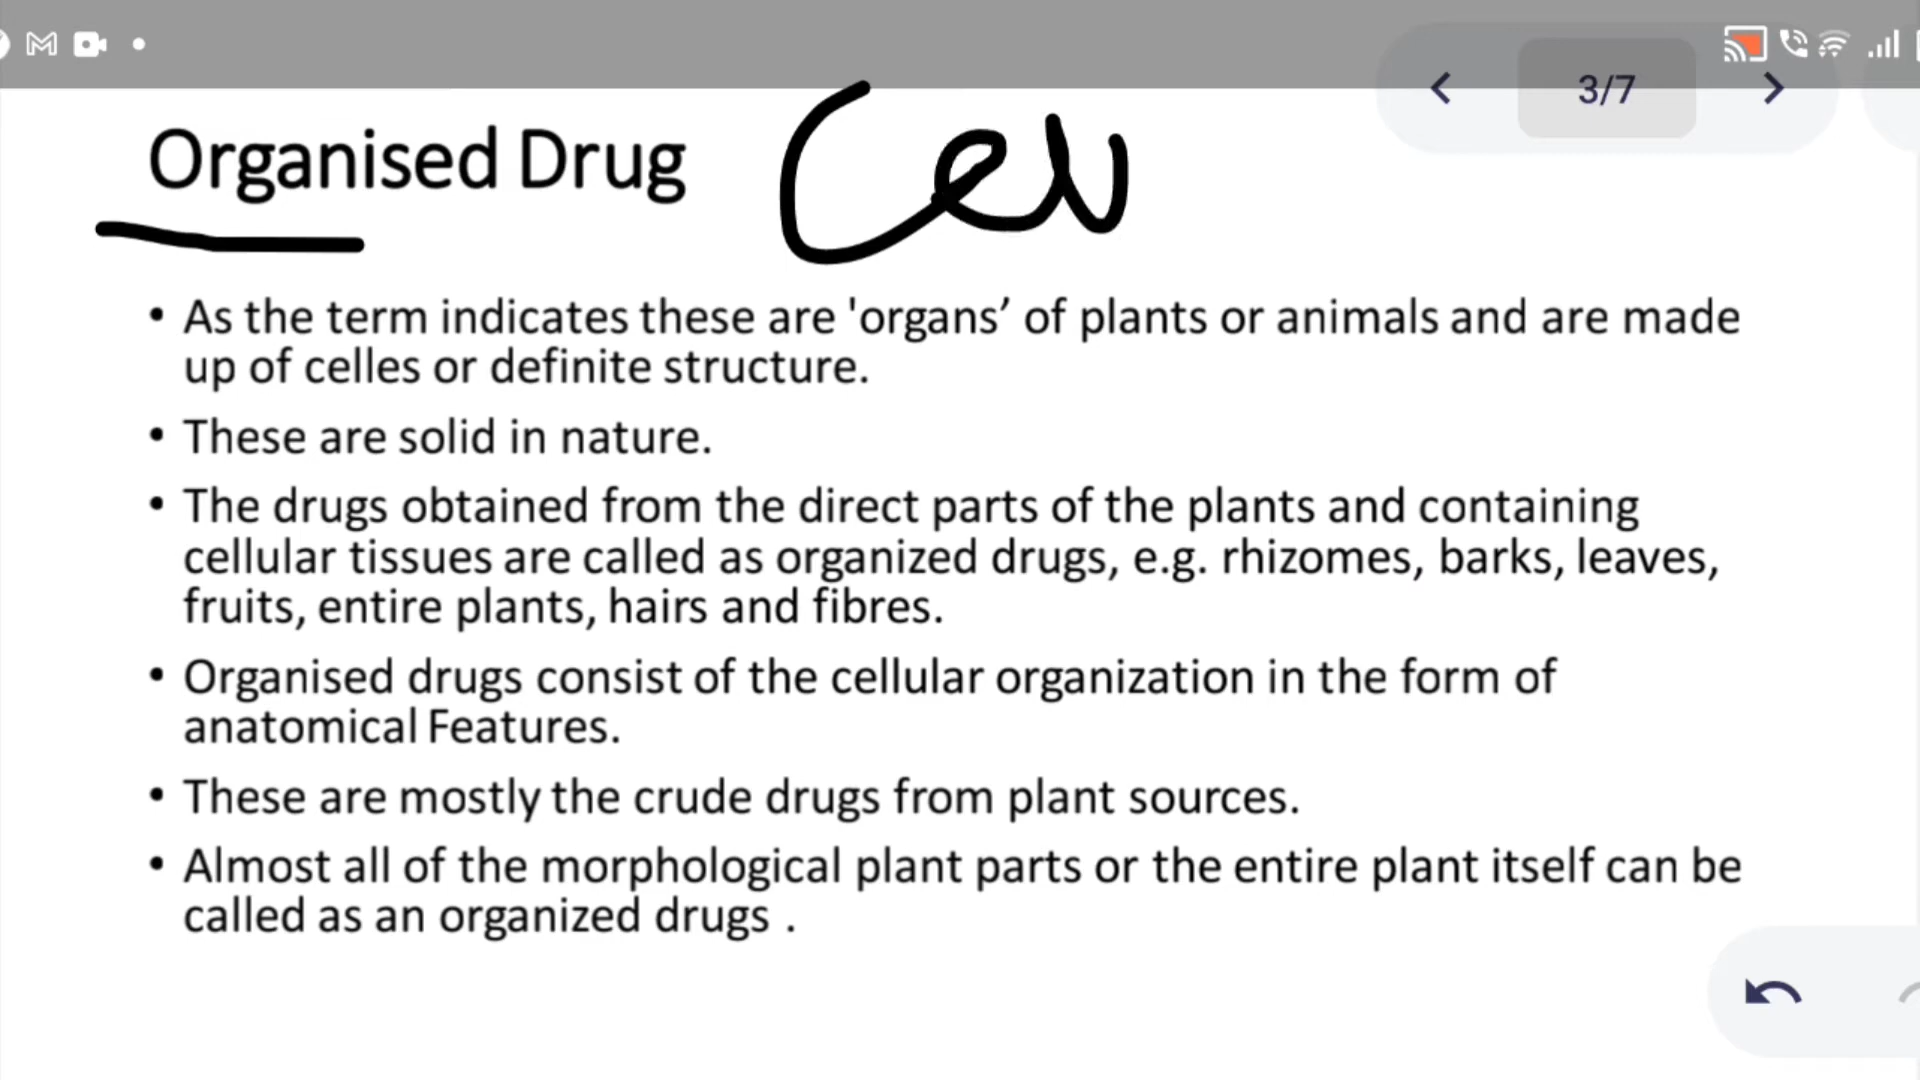 3/7
Organised Drug
• As the term indicates these are 'organs’ of plants or animals and are made
up of celles or definite structure.
• These are solid in nature.
• The drugs obtained from the direct parts of the plants and containing
cellular tissues are called as organized drugs, e.g. rhizomes, barks, leaves,
fruits, entire plants, hairs and fibres.
• Organised drugs consist of the cellular organization in the form of
anatomical Features.
• These are mostly the crude drugs from plant sources.
• Almost all of the morphological plant parts or the entire plant itself can be
called as an organized drugs .